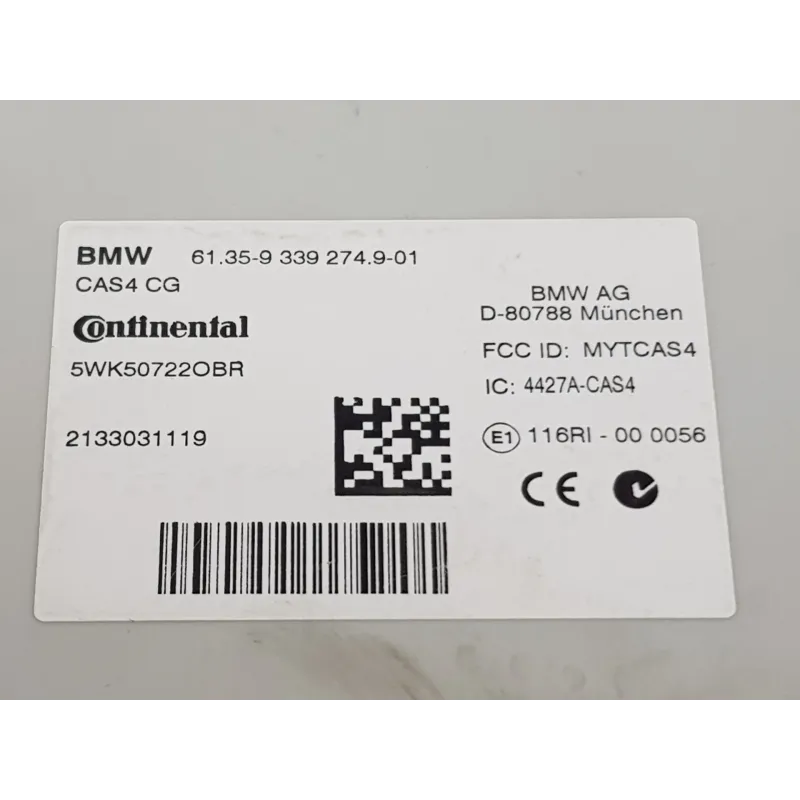 BMW 61.35-9 339 274.9-01
CAS4 CG
Continental
5WK50722OBR
2133031119
BMW AG
D-80788 München
FCC ID: MYTCAS4
IC: 4427A-CAS4
E1 116RI - 00 0056
CE